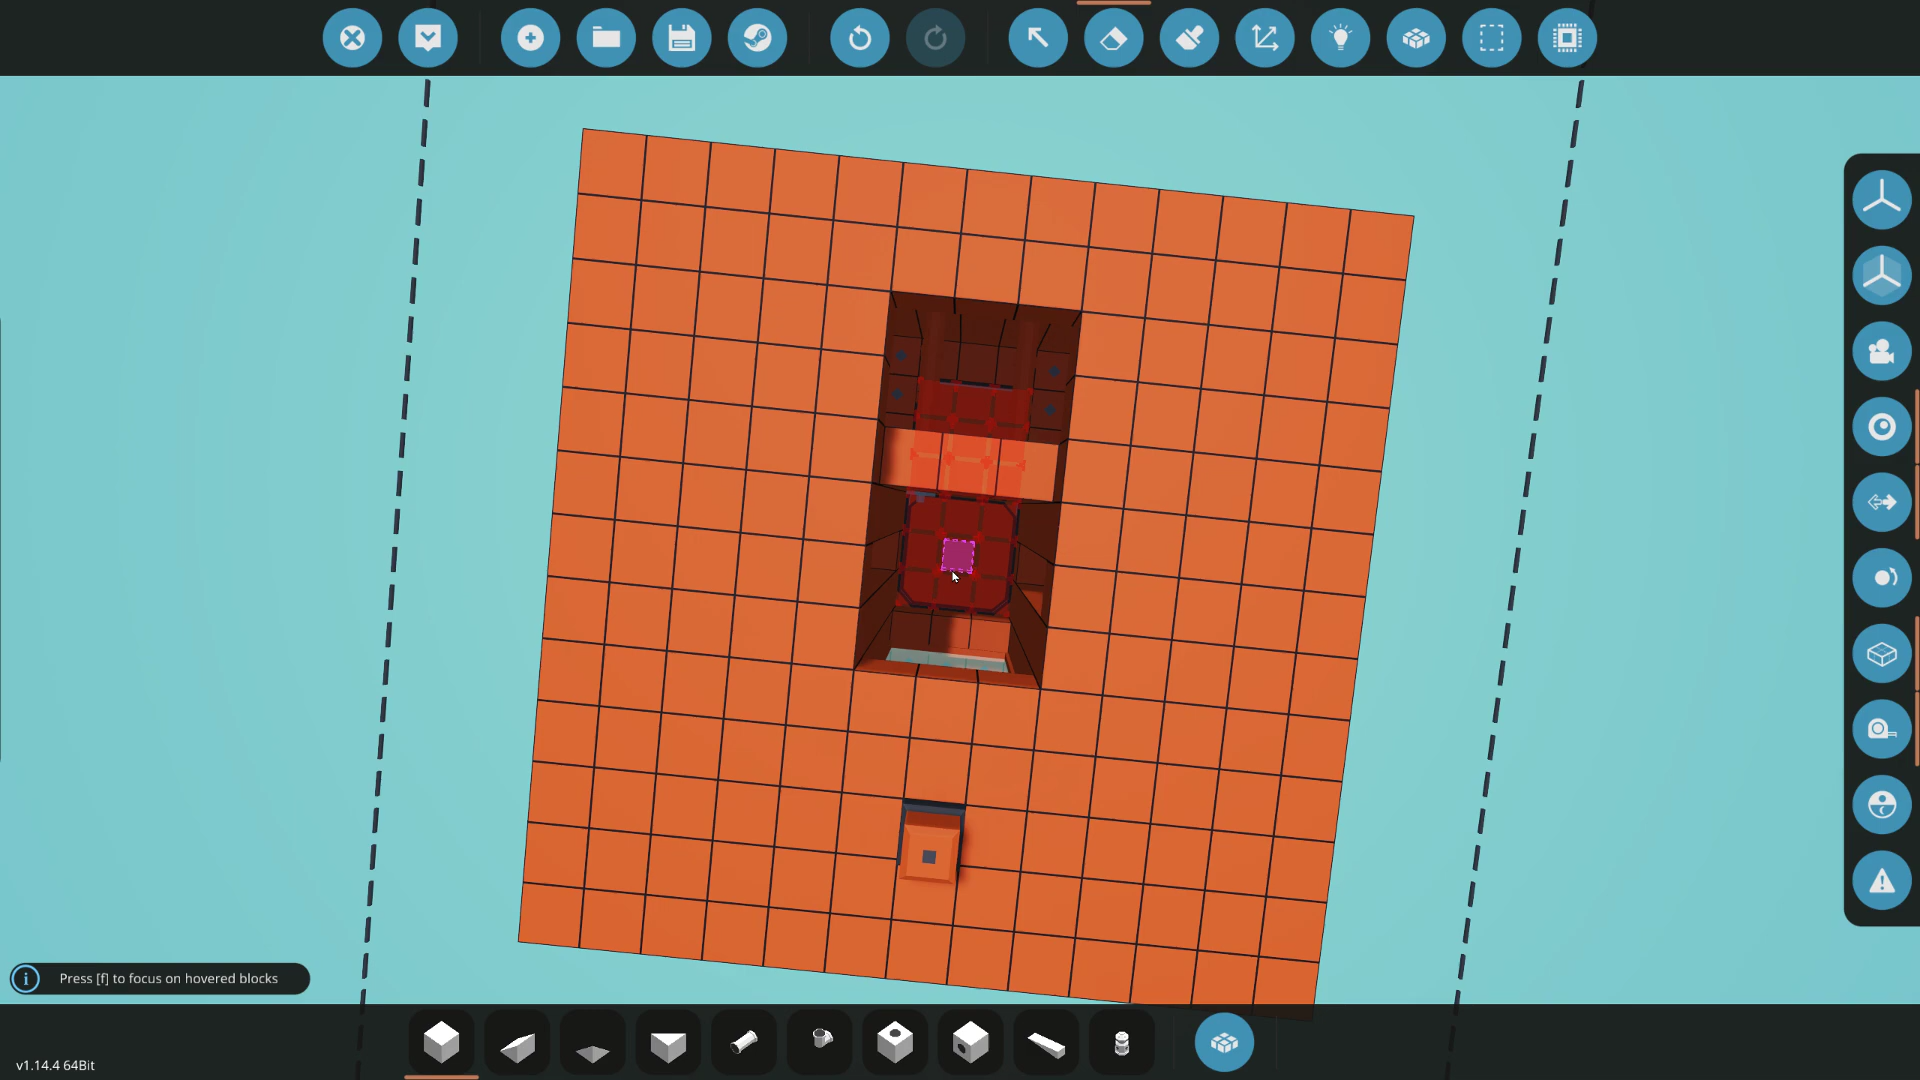 Press [f] to focus on hovered blocks
v1.14.4 64Bit